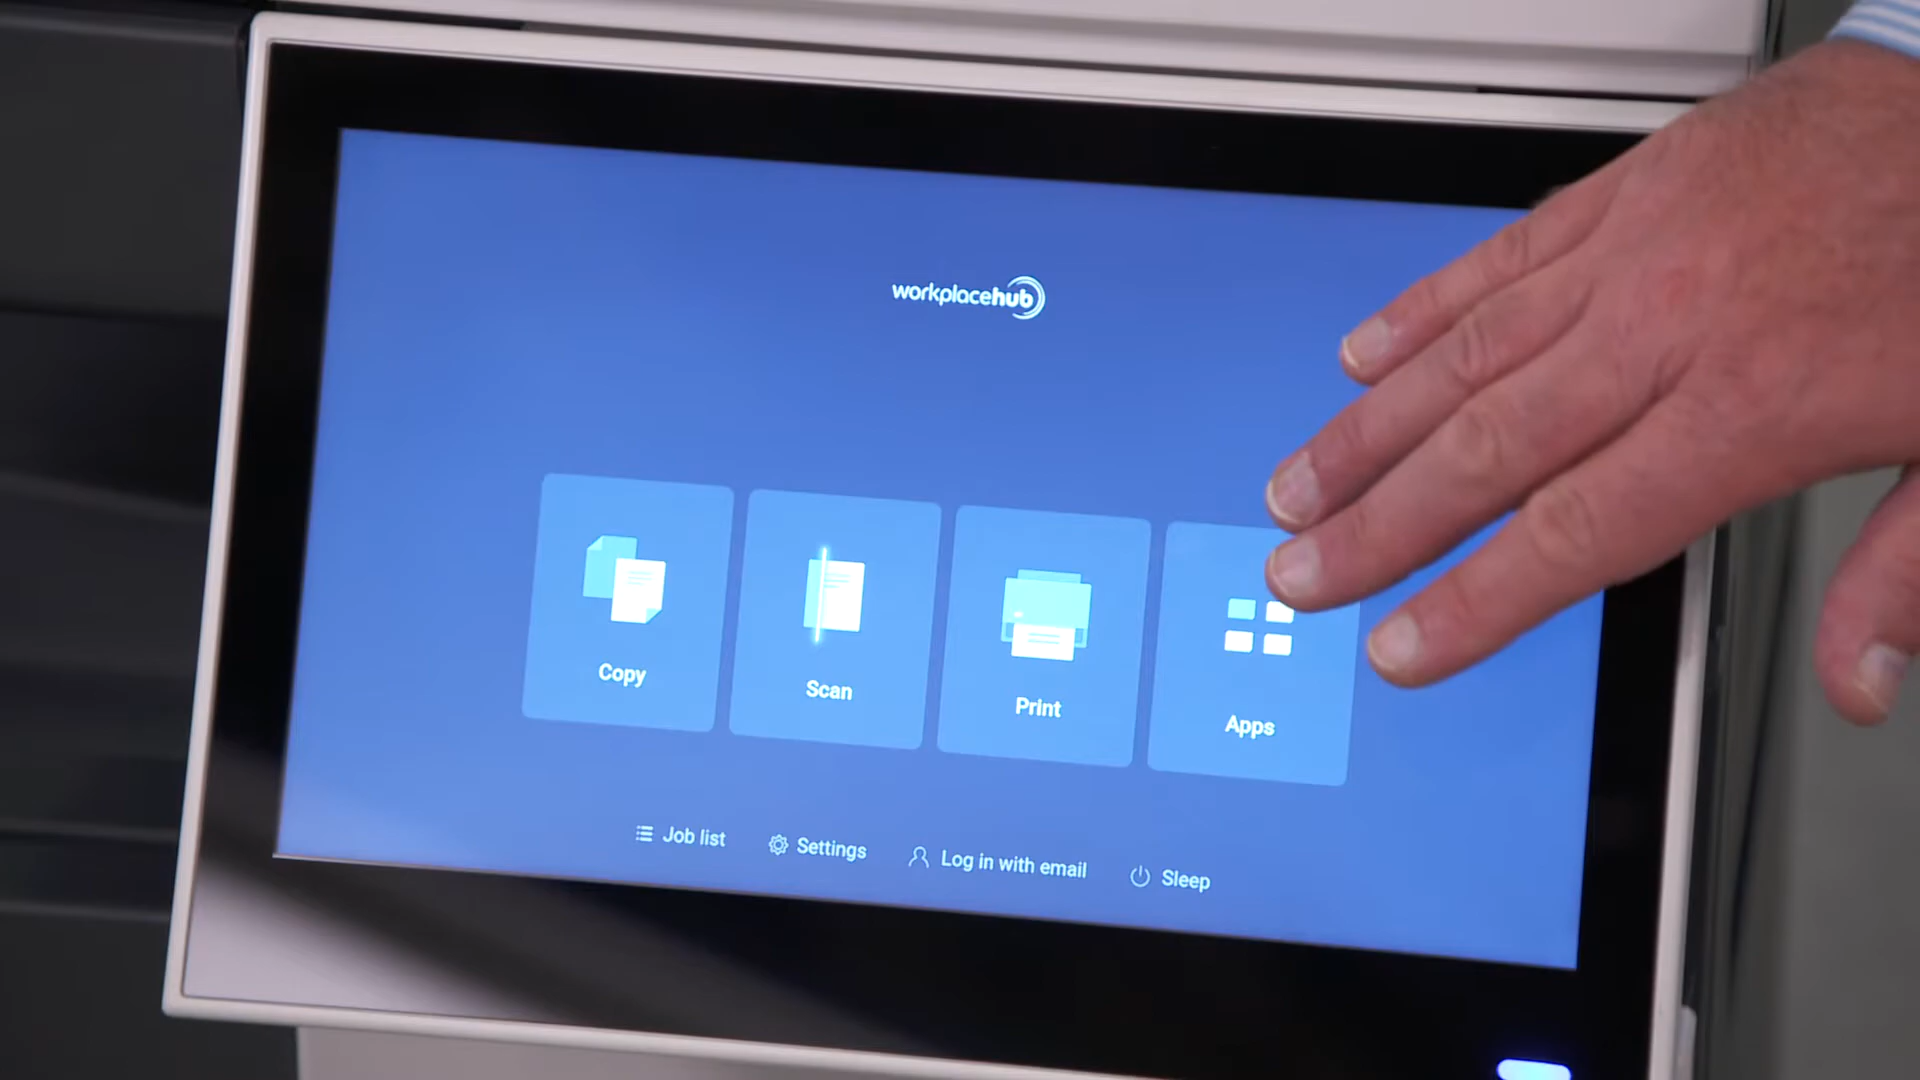 workplacehub
Copy
Scan
Print
Apps
Job list
Settings
Log in with email
Sleep